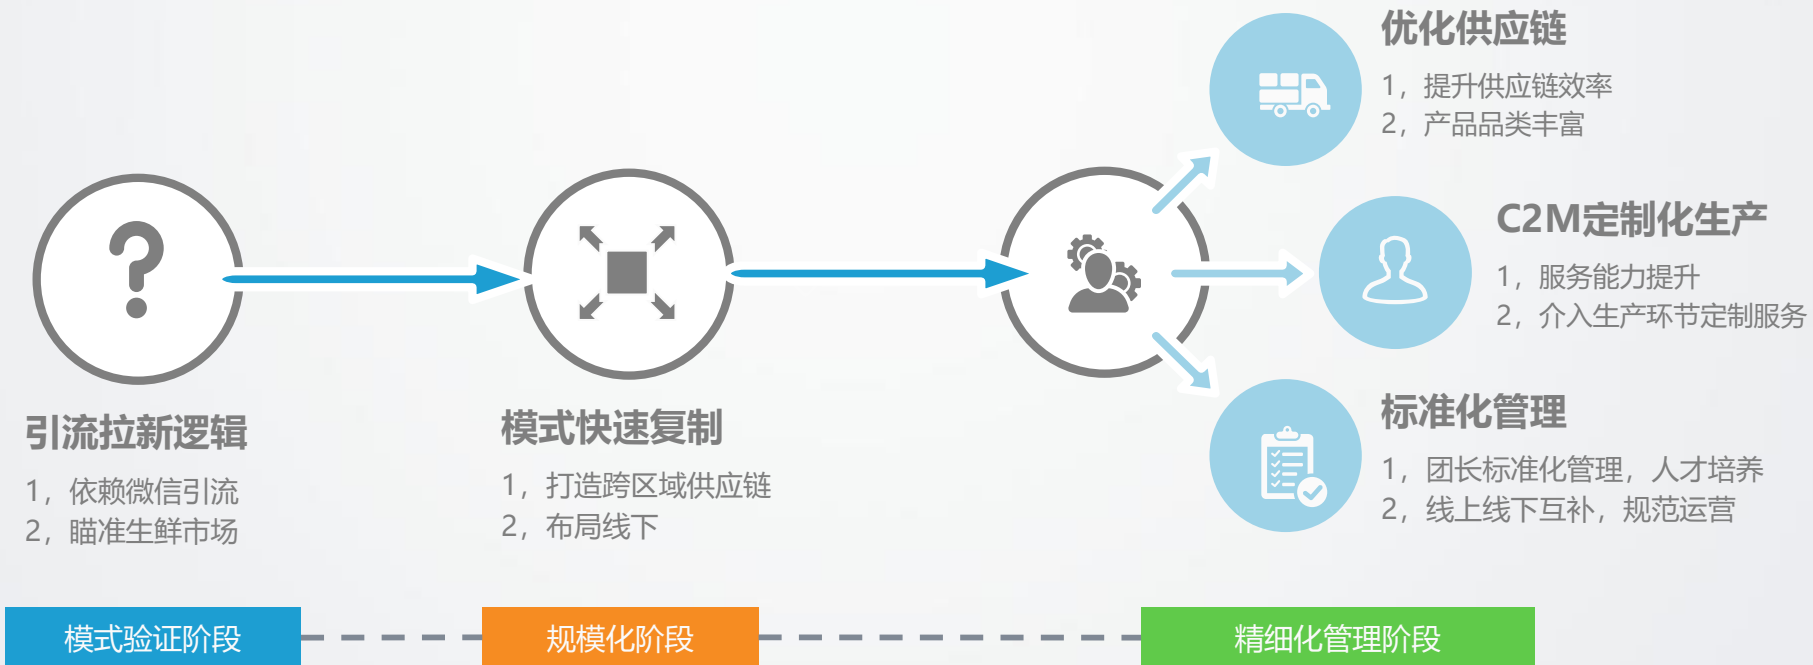 引流拉新逻辑
1，依赖微信引流
2，瞄准生鲜市场
模式快速复制
1，打造跨区域供应链
2，布局线下
优化供应链
1，提升供应链效率
2，产品品类丰富
C2M定制化生产
1，服务能力提升
2，介入生产环节定制服务
标准化管理
1，团长标准化管理，人才培养
2，线上线下互补，规范运营
模式验证阶段
规模化阶段
精细化管理阶段